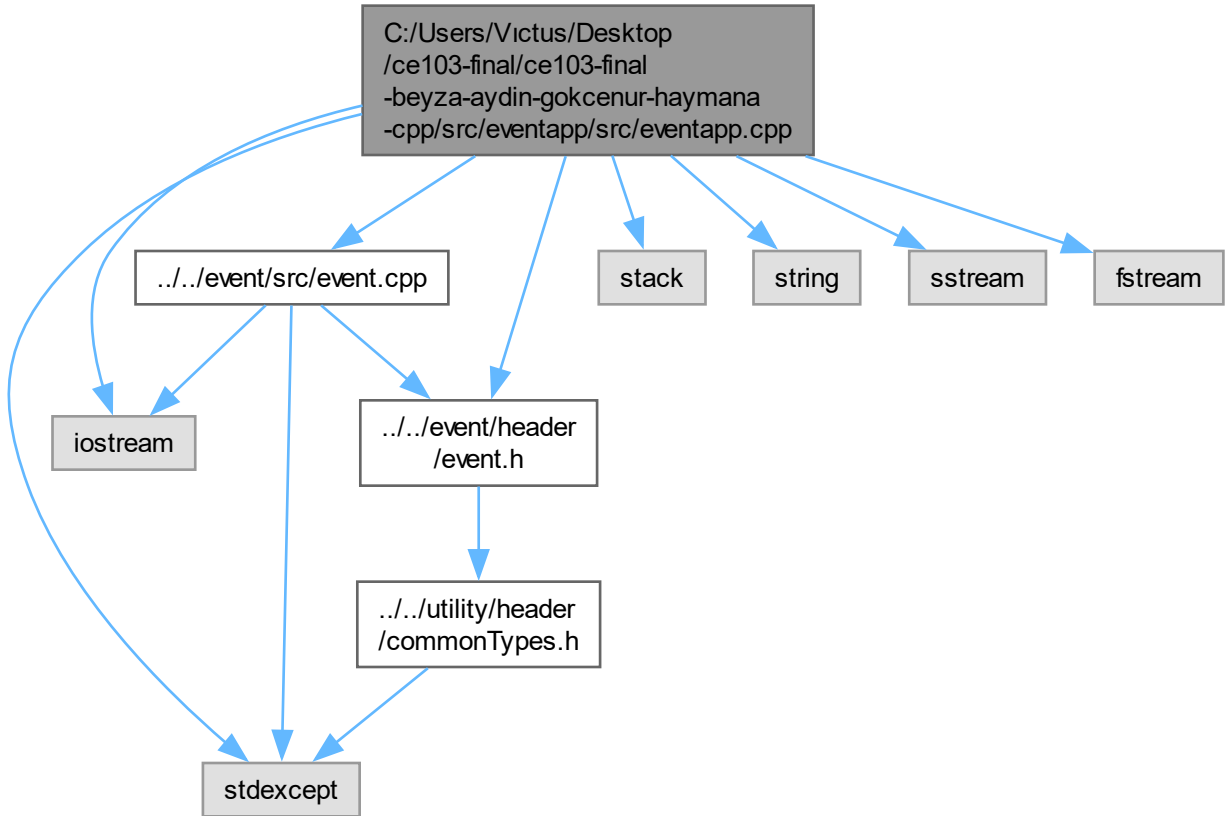 C:/Users/Vıctus/Desktop
/ce103-final/ce103-final
-beyza-aydin-gokcenur-haymana
-cpp/src/eventapp/src/eventapp.cpp
../../event/src/event.cpp
stack
string
sstream
fstream
iostream
../../event/header
/event.h
../../utility/header
/commonTypes.h
stdexcept